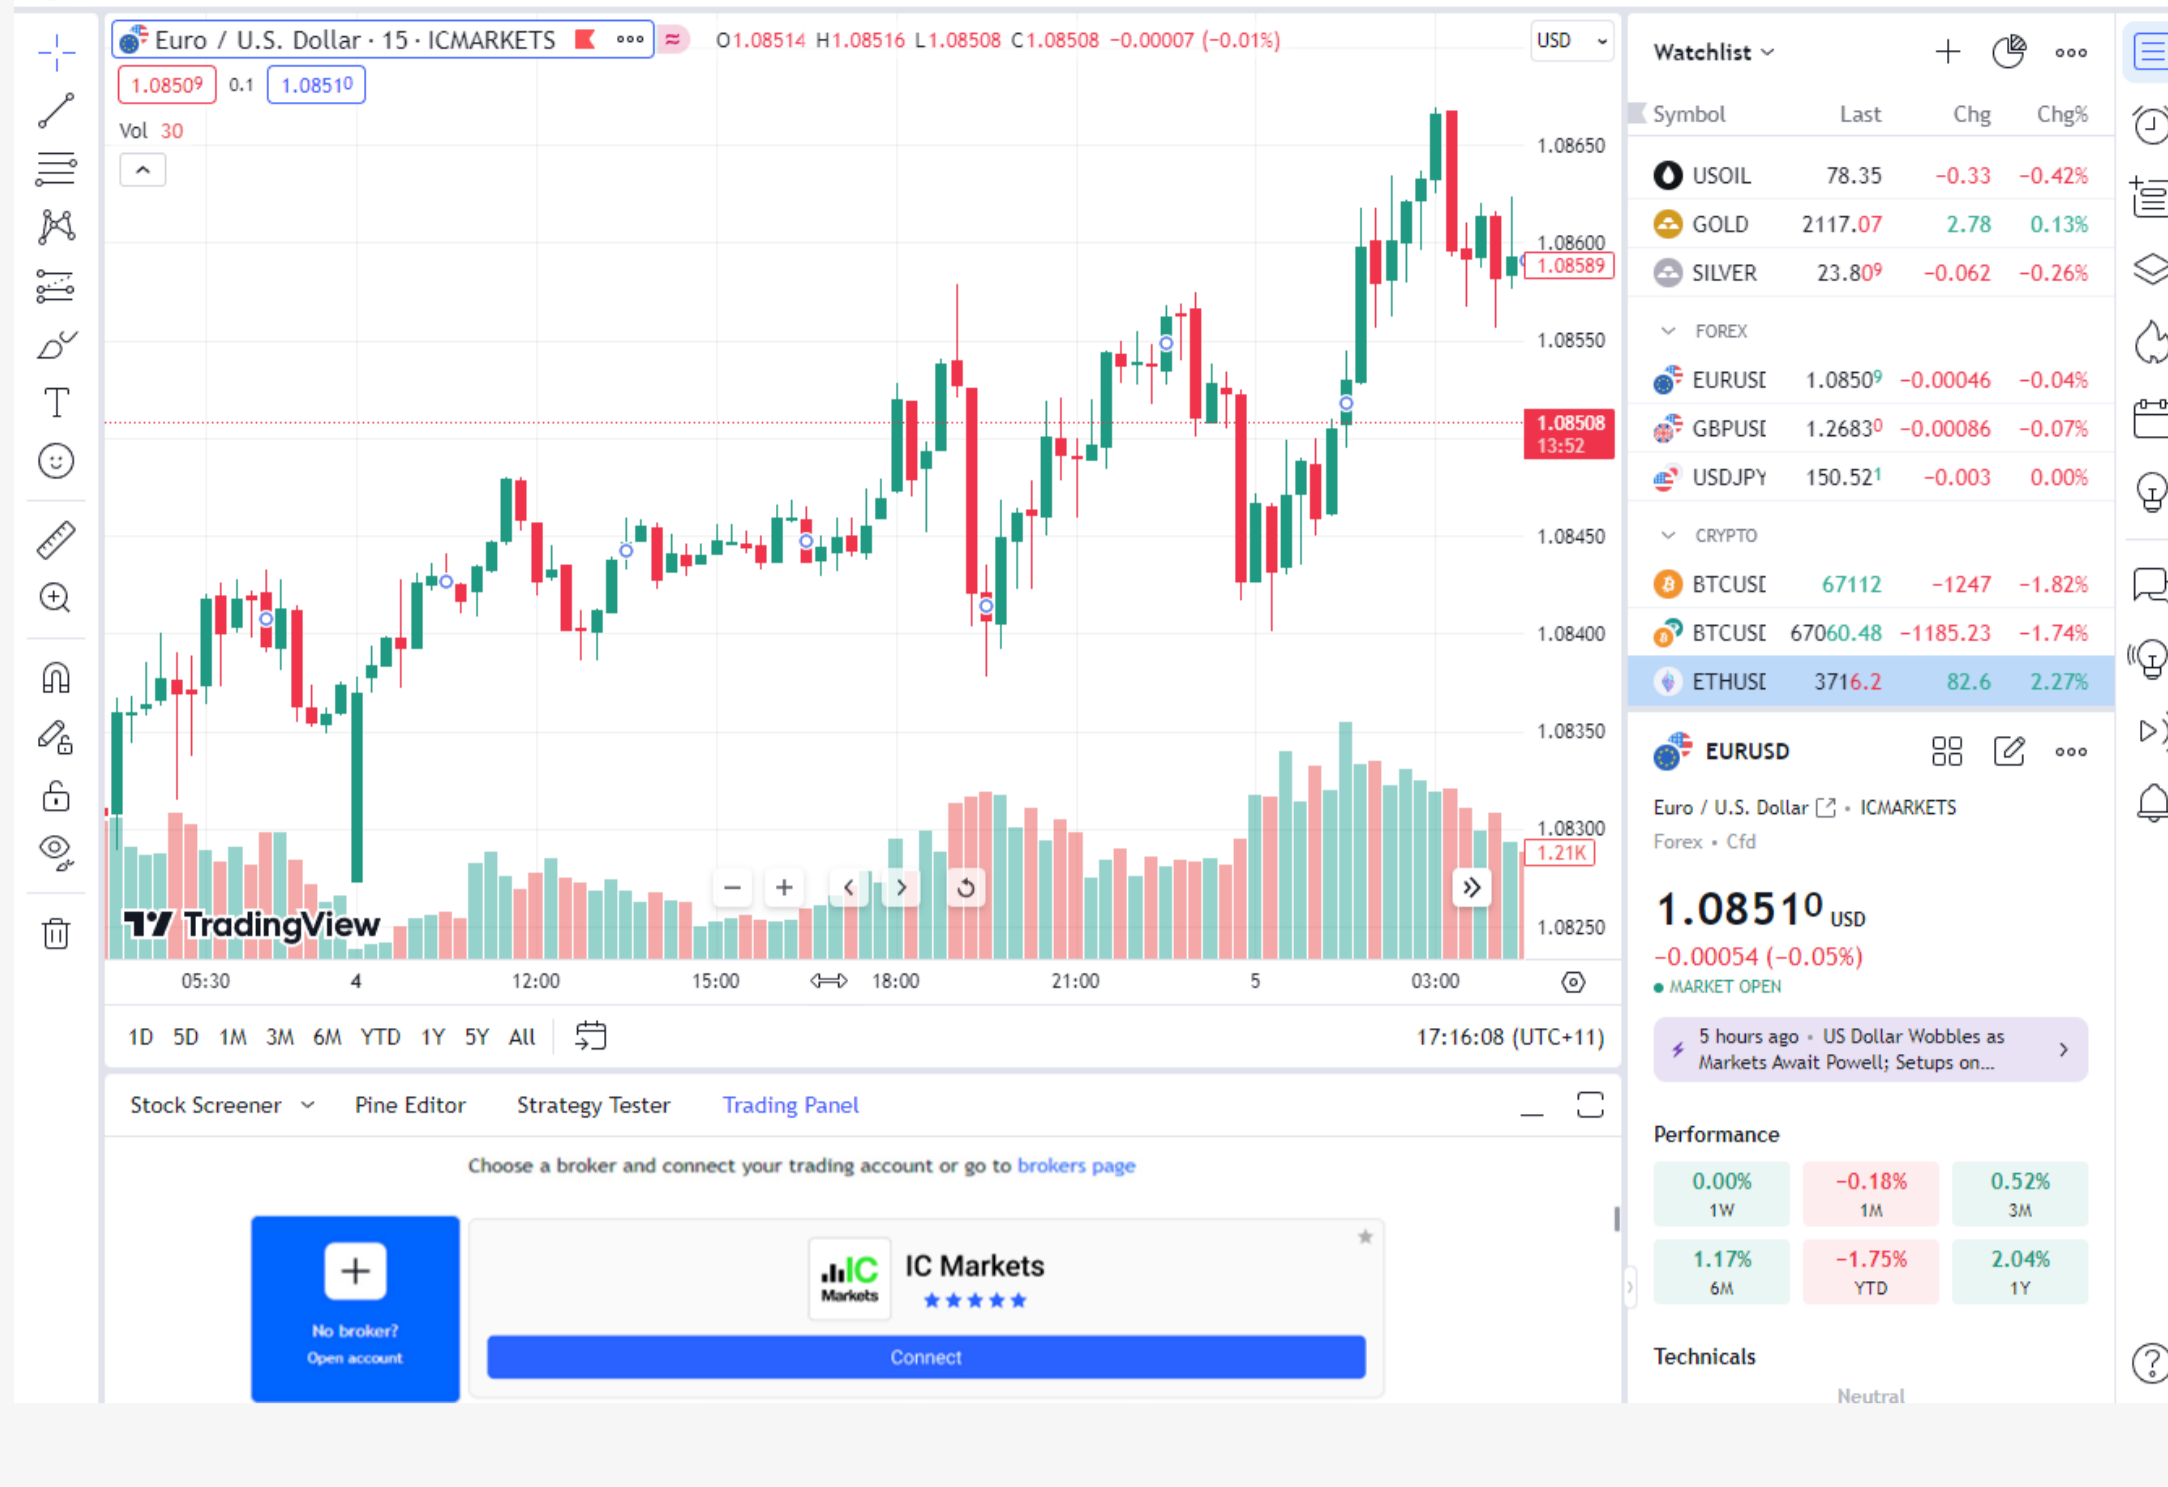 Euro / U.S. Dollar · 15 · ICMARKETS
O1.08514 H1.08516 L1.08508 C1.08508 −0.00007 (−0.01%)
USD
1.08509 0.1 1.08510
Vol 30
1.08650
1.08600
1.08589
1.08550
1.08508
13:52
1.08450
1.08400
1.08350
1.08300
1.21K
1.08250
TradingView
05:30 4 12:00 15:00 18:00 21:00 5 03:00
1D 5D 1M 3M 6M YTD 1Y 5Y All
17:16:08 (UTC+11)
Stock Screener Pine Editor Strategy Tester Trading Panel
Choose a broker and connect your trading account or go to brokers page
No broker?
Open account
IC
Markets
IC Markets
Connect
Watchlist
Symbol Last Chg Chg%
USOIL 78.35 −0.33 −0.42%
GOLD 2117.07 2.78 0.13%
SILVER 23.809 −0.062 −0.26%
FOREX
EURUSD 1.08509 −0.00046 −0.04%
GBPUSD 1.26830 −0.00086 −0.07%
USDJPY 150.521 −0.003 0.00%
CRYPTO
BTCUSD 67112 −1247 −1.82%
BTCUSD 67060.48 −1185.23 −1.74%
ETHUSD 3716.2 82.6 2.27%
EURUSD
Euro / U.S. Dollar • ICMARKETS
Forex • Cfd
1.08510 USD
−0.00054 (−0.05%)
MARKET OPEN
5 hours ago • US Dollar Wobbles as
Markets Await Powell; Setups on...
Performance
0.00% −0.18% 0.52%
1W 1M 3M
1.17% −1.75% 2.04%
6M YTD 1Y
Technicals
Neutral